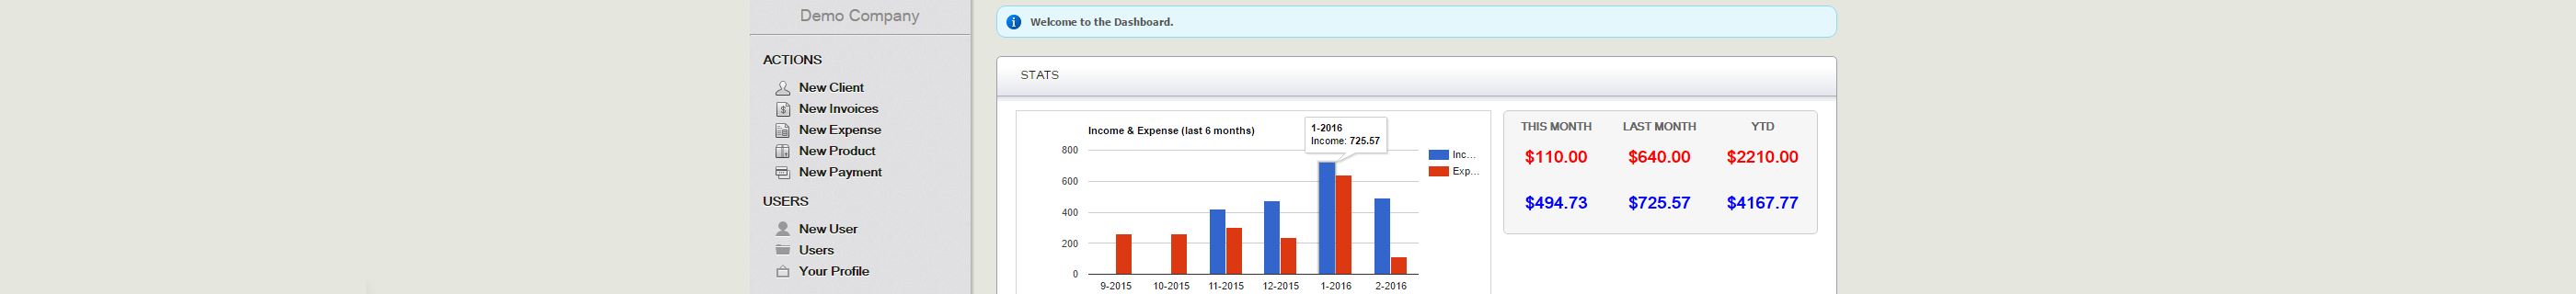 Demo Company
ACTIONS
New Client
New Invoices
New Expense
New Product
New Payment
USERS
New User
Users
Your Profile
Welcome to the Dashboard.
STATS
Income & Expense (last 6 months)
1-2016
Income: 725.57
800
600
400
200
0
9-2015 10-2015 11-2015 12-2015 1-2016 2-2016
Inc...
Exp...
THIS MONTH LAST MONTH YTD
$110.00 $640.00 $2210.00
$494.73 $725.57 $4167.77